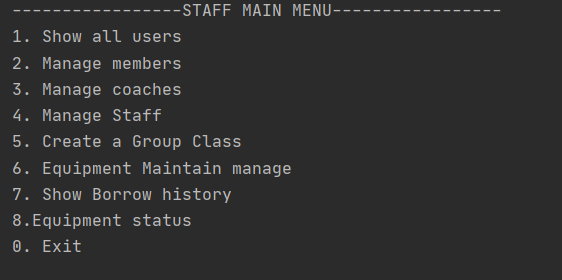 -----------------STAFF MAIN MENU-----------------
1. Show all users
2. Manage members
3. Manage coaches
4. Manage Staff
5. Create a Group Class
6. Equipment Maintain manage
7. Show Borrow history
8.Equipment status
0. Exit